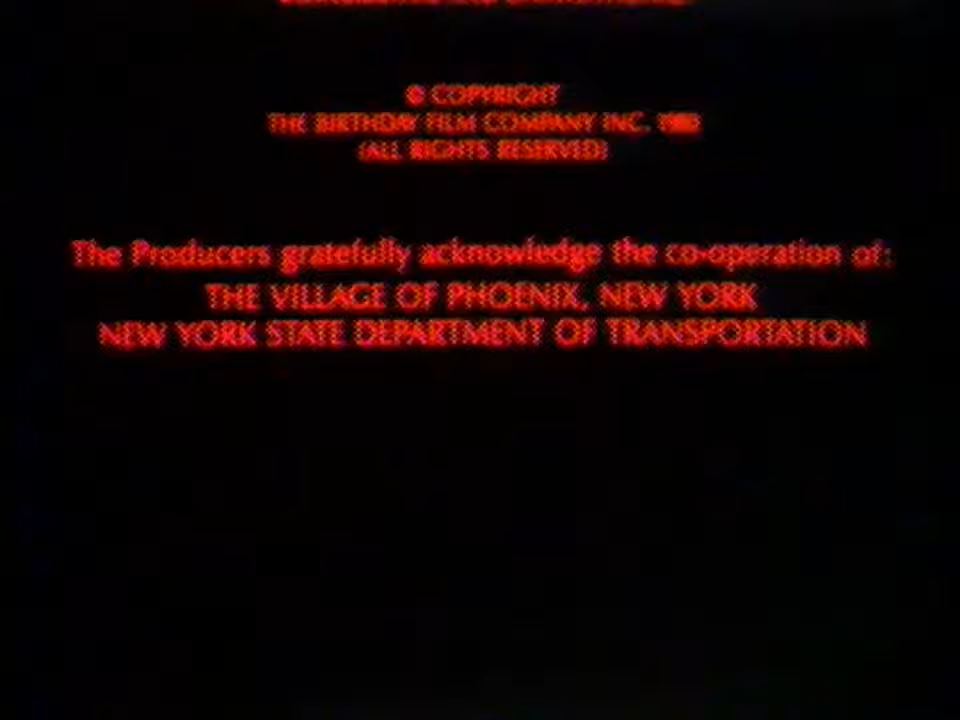 © COPYRIGHT
THE BIRTHDAY FILM COMPANY INC.
(ALL RIGHTS RESERVED)
The Producers gratefully acknowledge the co-operation of:
THE VILLAGE OF PHOENIX, NEW YORK
NEW YORK STATE DEPARTMENT OF TRANSPORTATION